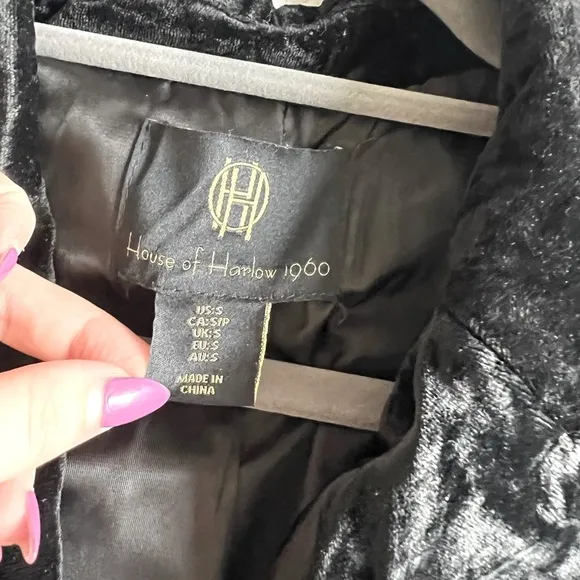 H
House of Harlow 1960
US:S
CA:S/P
UK:S
EU:S
AU:S
MADE IN
CHINA